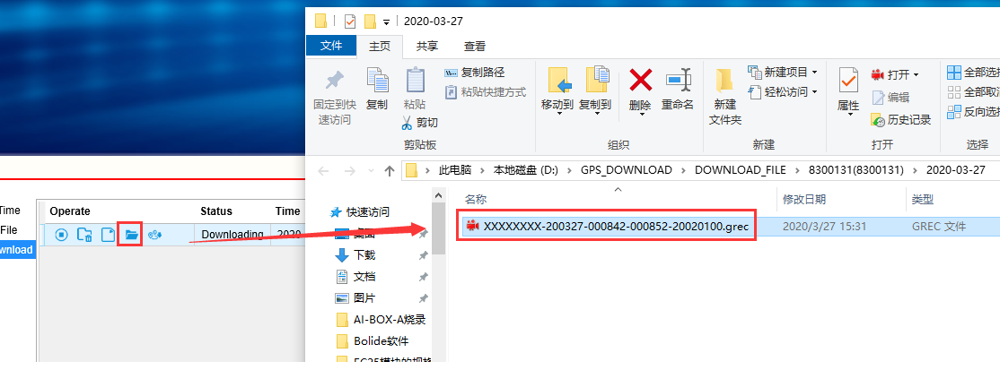 2020-03-27
文件 主页 共享 查看
固定到快速访问
复制
粘贴
复制路径
粘贴快捷方式
剪切
剪贴板
移动到 复制到
删除 重命名
组织
新建
文件夹
新建项目
轻松访问
新建
属性
打开
编辑
历史记录
打开
全部选
全部取
反向选
选择
此电脑 本地磁盘 (D:) GPS_DOWNLOAD DOWNLOAD_FILE 8300131(8300131) 2020-03-27
Time
File
wnload
Operate Status Time
Downloading 2020
快速访问
桌面
下载
文档
图片
AI-BOX-A烧录
Bolide软件
EC25模块的规格
名称 修改日期 类型
XXXXXXXX-200327-000842-000852-20020100.grec 2020/3/27 15:31 GREC 文件